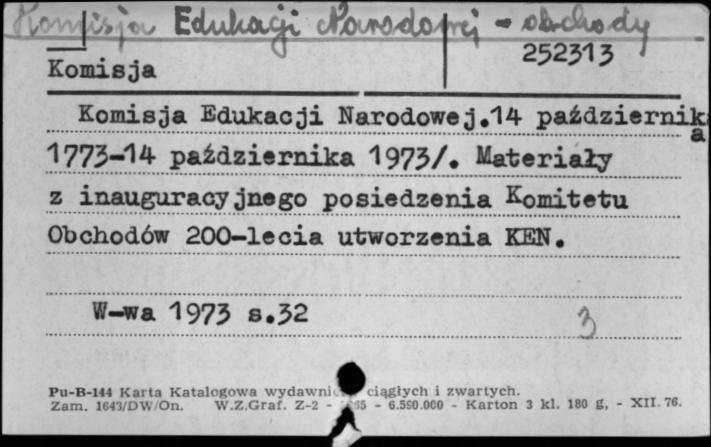 Komisja Edukacji Narodowej - obchody
252313
Komisja
Komisja Edukacji Narodowej.14 października
1773-14 października 1973/. Materiały
z inauguracyjnego posiedzenia Komitetu
Obchodów 200-lecia utworzenia KEN.
W-wa 1973 s.32
3
Pu-B-144 Karta Katalogowa ciągłych i zwartych.
Zam. 1643/DW/On. W.Z.Graf. Z-2 - - 6.590.000 - Karton 3 kl. 180 g, - XII. 76.